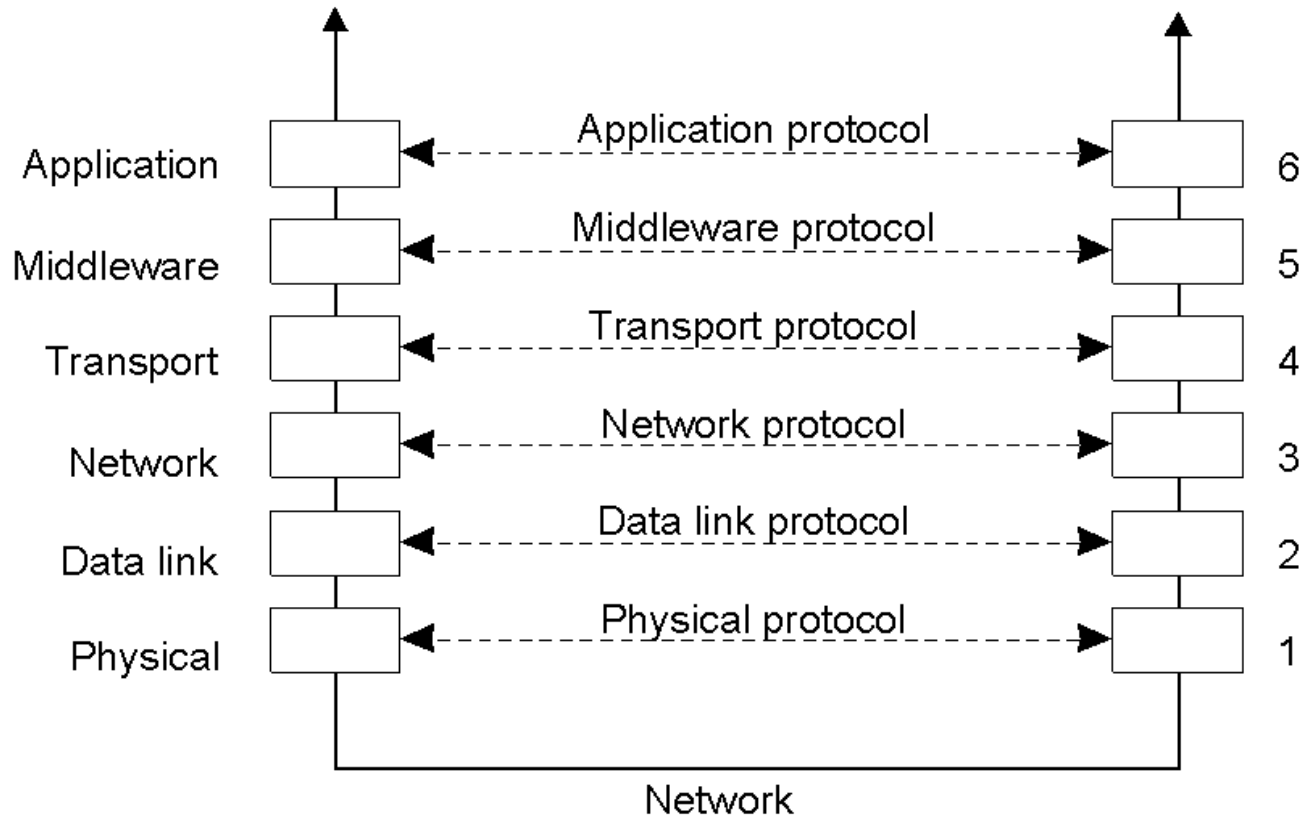 Application protocol
Application
6
Middleware protocol
Middleware
5
Transport protocol
Transport
4
Network protocol
Network
3
Data link protocol
Data link
2
Physical protocol
Physical
1
Network